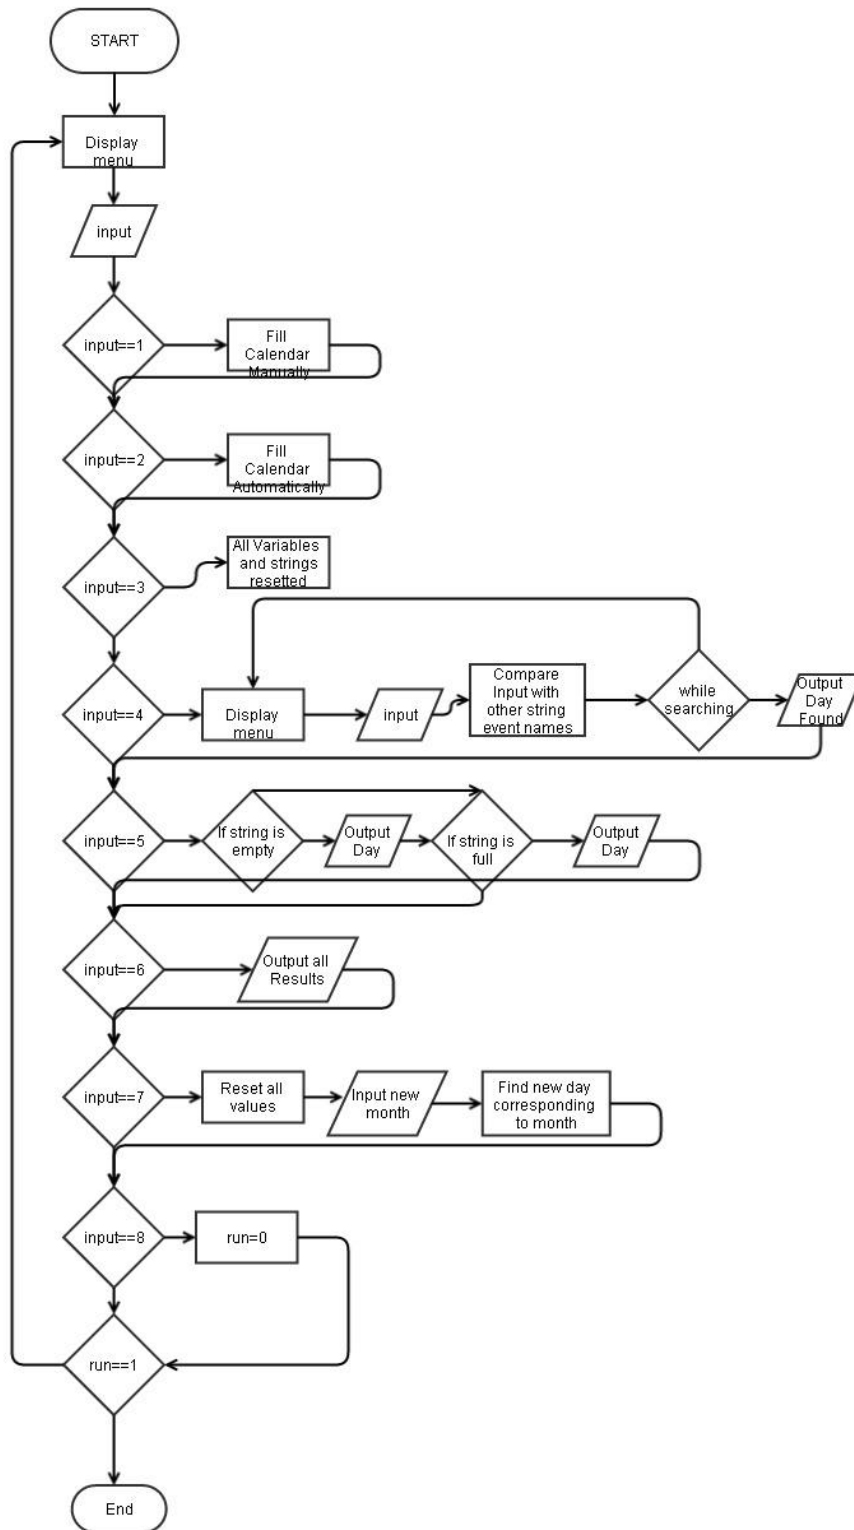 START
Display
menu
input
input==1
Fill
Calendar
Manually
input==2
Fill
Calendar
Automatically
input==3
All Variables
and strings
resetted
input==4
Display
menu
input
Compare
Input with
other string
event names
while
searching
Output
Day
Found
input==5
If string is
empty
Output
Day
If string is
full
Output
Day
input==6
Output all
Results
input==7
Reset all
values
Input new
month
Find new day
corresponding
to month
input==8
run=0
run==1
End